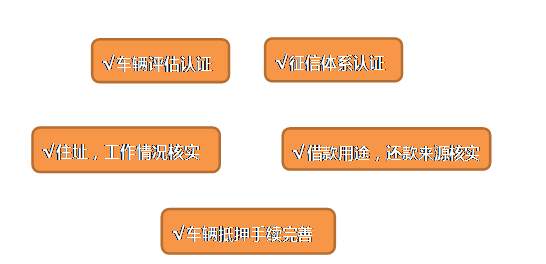 √车辆评估认证
√征信体系认证
√住址，工作情况核实
√借款用途，还款来源核实
√车辆抵押手续完善